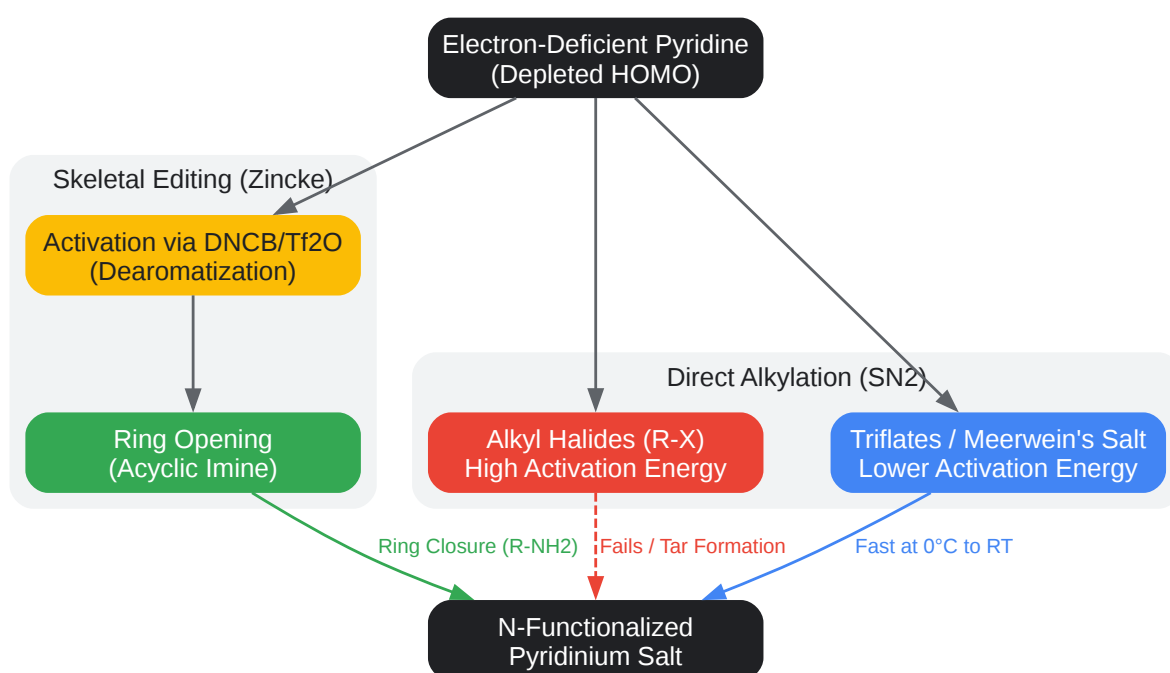 Electron-Deficient Pyridine
(Depleted HOMO)
Skeletal Editing (Zincke)
Activation via DNCB/Tf2O
(Dearomatization)
Direct Alkylation (SN2)
Ring Opening
(Acyclic Imine)
Alkyl Halides (R-X)
High Activation Energy
Triflates / Meerwein's Salt
Lower Activation Energy
Ring Closure (R-NH2)
Fails / Tar Formation
Fast at 0°C to RT
N-Functionalized
Pyridinium Salt